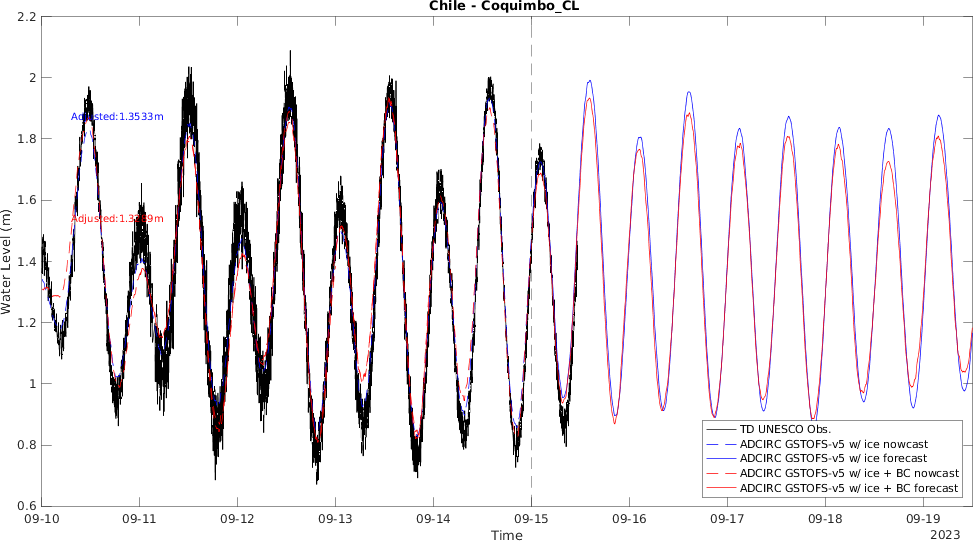 Chile - Coquimbo_CL
2.2
2
Adjusted:1.3533m
1.8
1.6
1.4
1.2
1
0.8
0.6
Water Level (m)
TD UNESCO Obs.
ADCIRC GSTOFS-v5 w/ ice nowcast
ADCIRC GSTOFS-v5 w/ ice forecast
ADCIRC GSTOFS-v5 w/ ice + BC nowcast
ADCIRC GSTOFS-v5 w/ ice + BC forecast
09-10 09-11 09-12 09-13 09-14 09-15 09-16 09-17 09-18 09-19
Time
2023